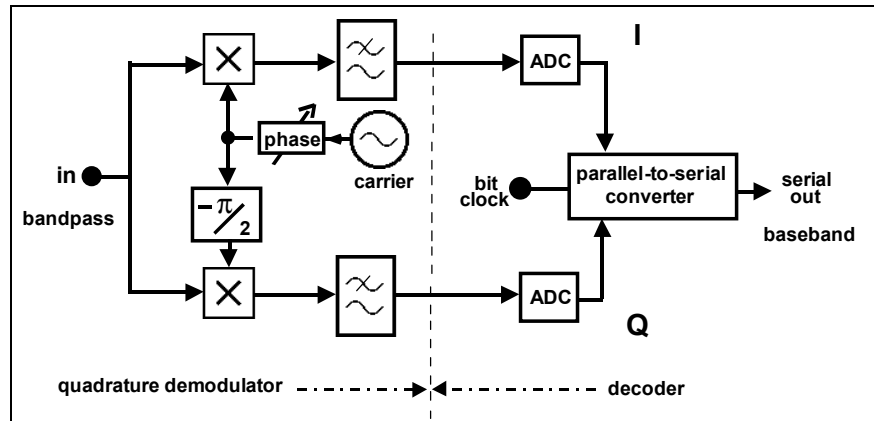 I
ADC
phase
carrier
in
bandpass
−π/2
bit
clock
parallel-to-serial
converter
serial
out
baseband
ADC
Q
quadrature demodulator
decoder